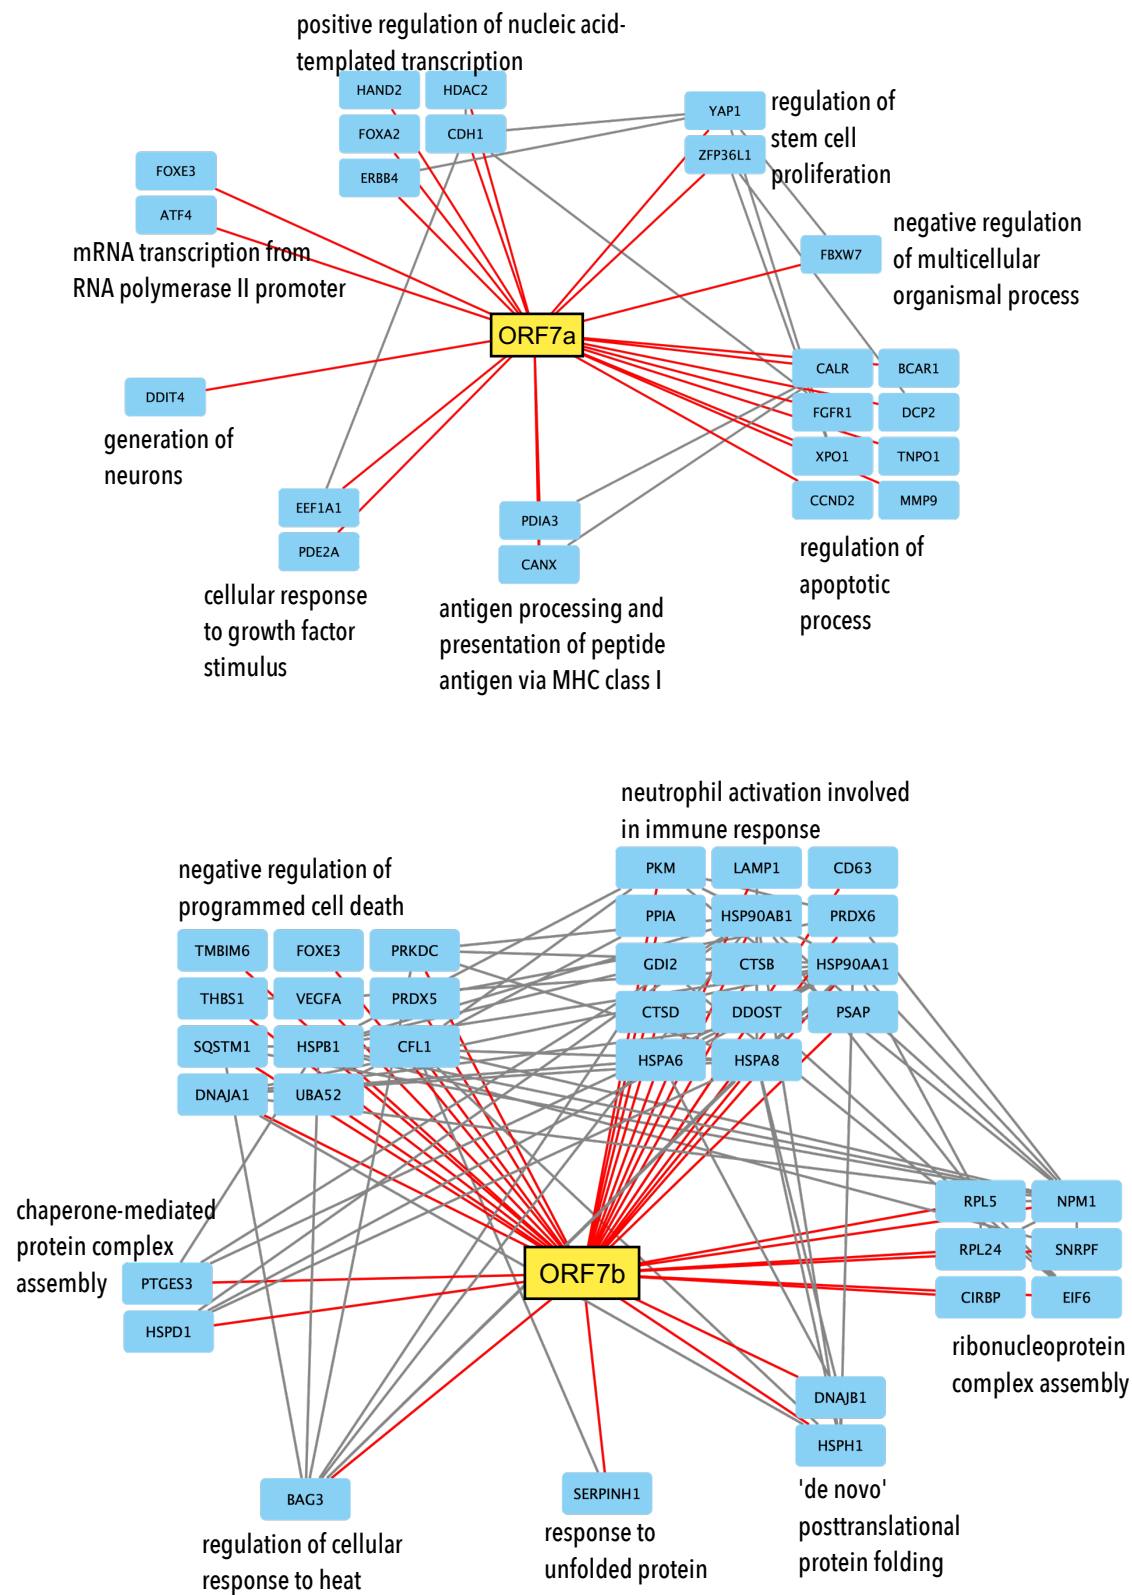 positive regulation of nucleic acid-
templated transcription
HAND2 HDAC2
FOXA2 CDH1
ERBB4
YAP1
ZFP36L1
regulation of
stem cell
proliferation
FOXE3
ATF4
mRNA transcription from
RNA polymerase II promoter
FBXW7
negative regulation
of multicellular
organismal process
ORF7a
DDIT4
generation of
neurons
CALR BCAR1
FGFR1 DCP2
XPO1 TNPO1
CCND2 MMP9
regulation of
apoptotic
process
EEF1A1
PDE2A
cellular response
to growth factor
stimulus
PDIA3
CANX
antigen processing and
presentation of peptide
antigen via MHC class I
neutrophil activation involved
in immune response
PKM LAMP1 CD63
PPIA HSP90AB1 PRDX6
GDI2 CTSB HSP90AA1
CTSD DDOST PSAP
HSPA6 HSPA8
negative regulation of
programmed cell death
TMBIM6 FOXE3 PRKDC
THBS1 VEGFA PRDX5
SQSTM1 HSPB1 CFL1
DNAJA1 UBA52
chaperone-mediated
protein complex
assembly
PTGES3
HSPD1
ORF7b
RPL5 NPM1
RPL24 SNRPF
CIRBP EIF6
ribonucleoprotein
complex assembly
DNAJB1
HSPH1
'de novo'
posttranslational
protein folding
BAG3
regulation of cellular
response to heat
SERPINH1
response to
unfolded protein